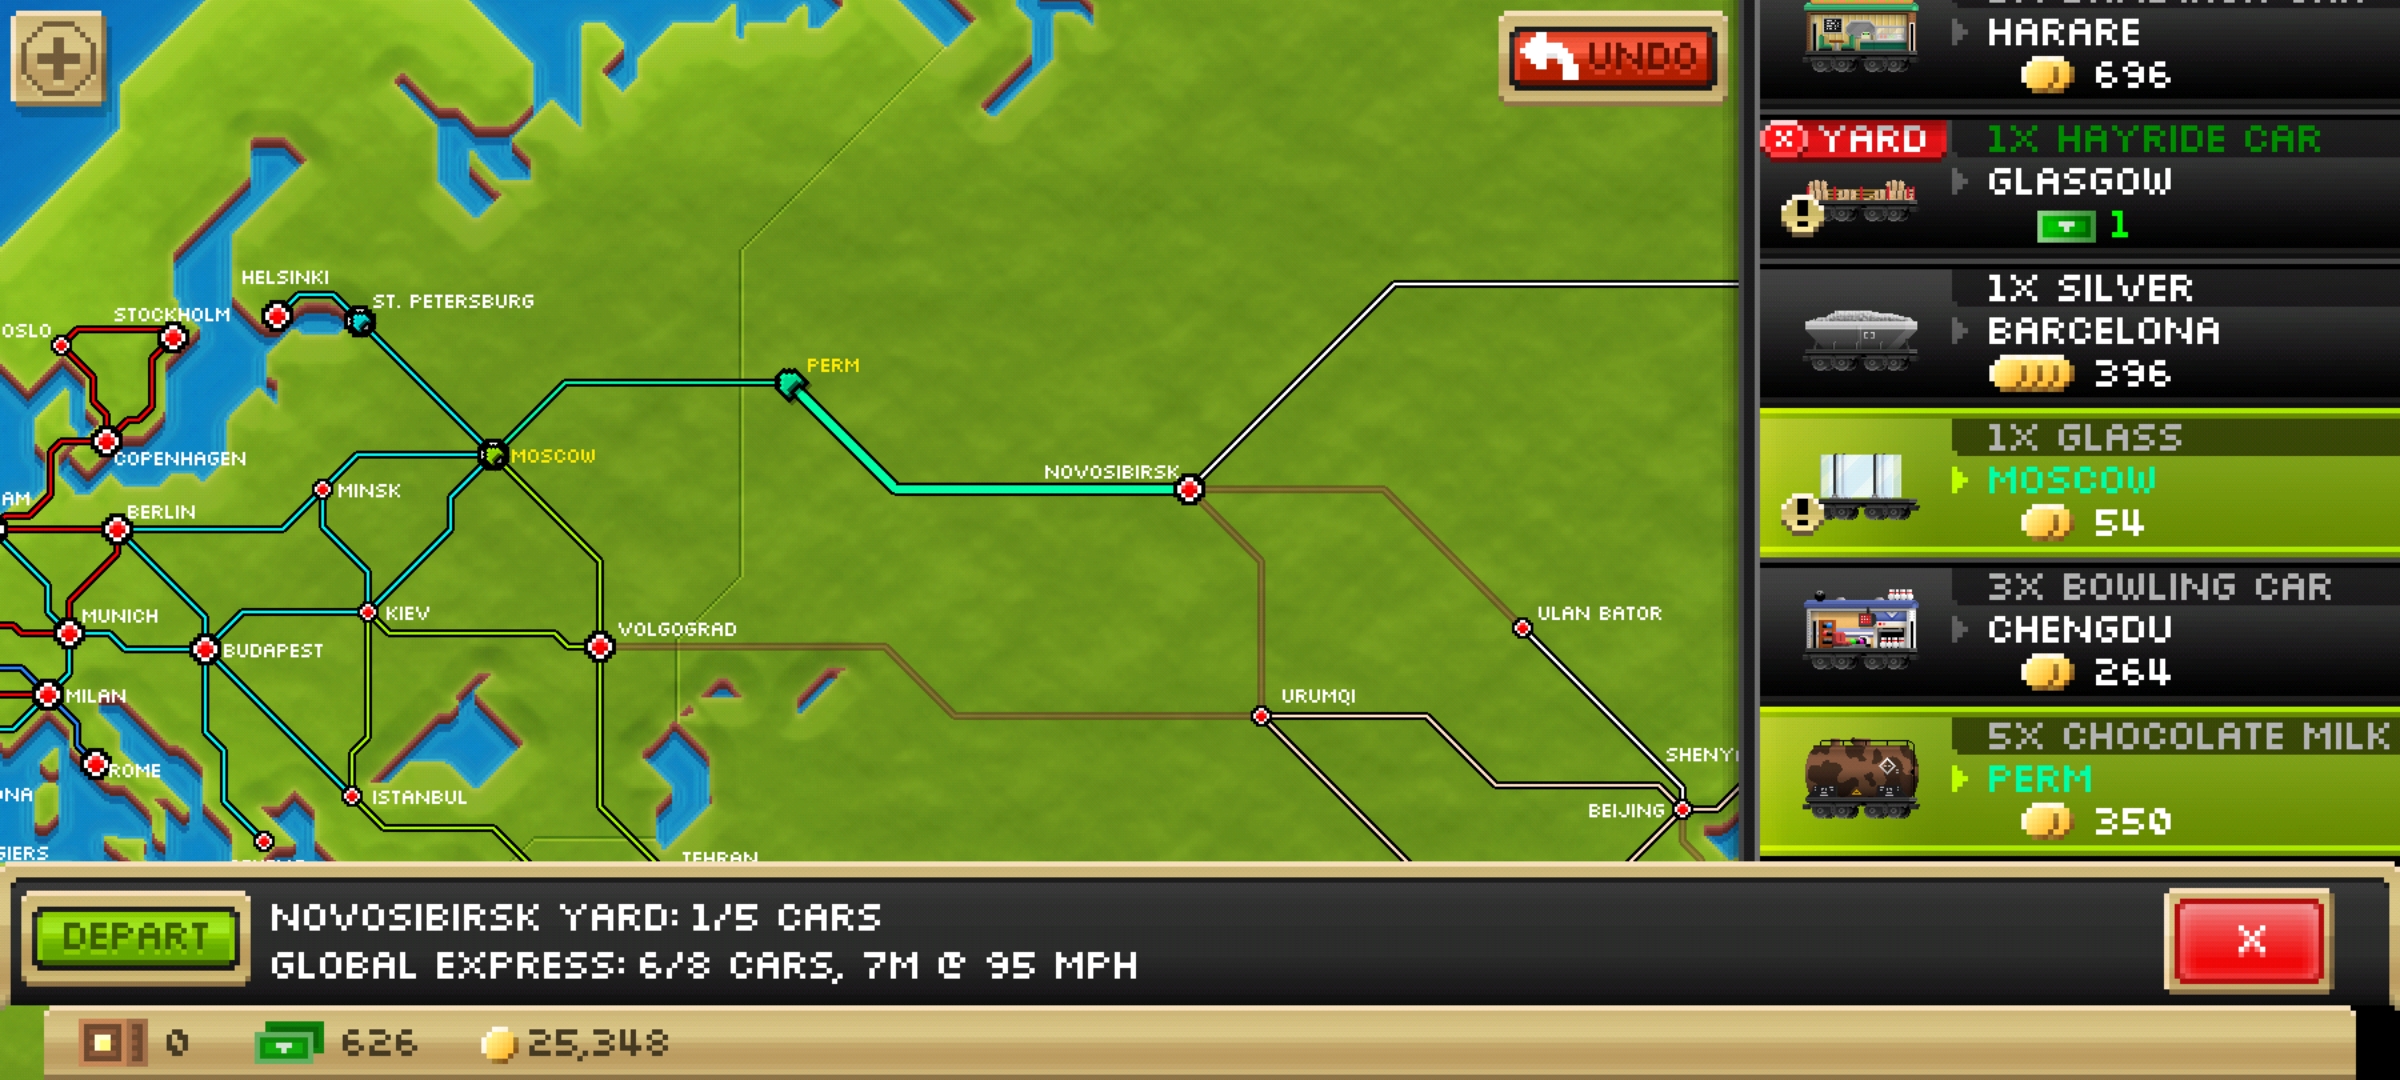 UNDO
HELSINKI
ST. PETERSBURG
STOCKHOLM
OSLO
PERM
MOSCOW
COPENHAGEN
NOVOSIBIRSK
MINSK
AM
BERLIN
MUNICH
KIEV
VOLGOGRAD
ULAN BATOR
BUDAPEST
MILAN
URUMQI
ROME
SHENY
ISTANBUL
BEIJING
TEHRAN
HARARE
696
YARD
1X HAYRIDE CAR
GLASGOW
1
1X SILVER
BARCELONA
396
1X GLASS
MOSCOW
54
3X BOWLING CAR
CHENGDU
264
5X CHOCOLATE MILK
PERM
350
DEPART
NOVOSIBIRSK YARD: 1/5 CARS
GLOBAL EXPRESS: 6/8 CARS, 7M @ 95 MPH
X
0
626
25,348